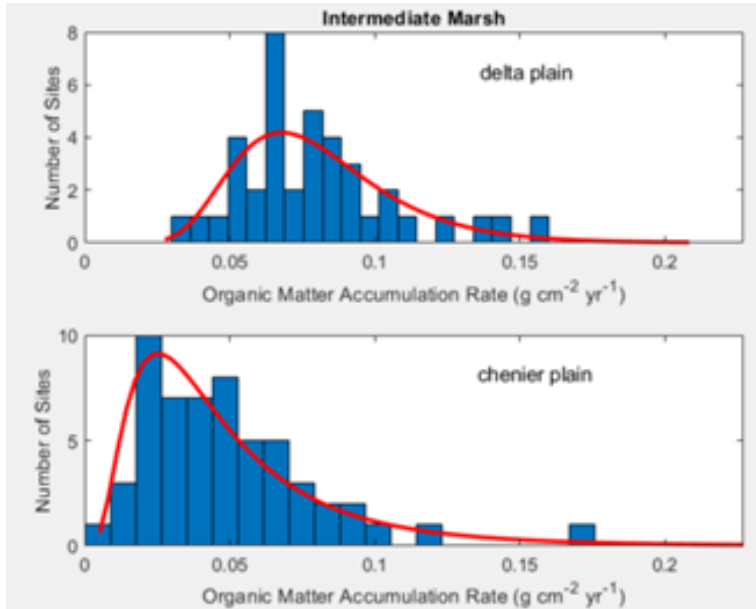 Intermediate Marsh
8
6
4
2
0
Number of Sites
delta plain
0 0.05 0.1 0.15 0.2
Organic Matter Accumulation Rate (g cm⁻² yr⁻¹)
10
5
0
Number of Sites
chenier plain
0 0.05 0.1 0.15 0.2
Organic Matter Accumulation Rate (g cm⁻² yr⁻¹)